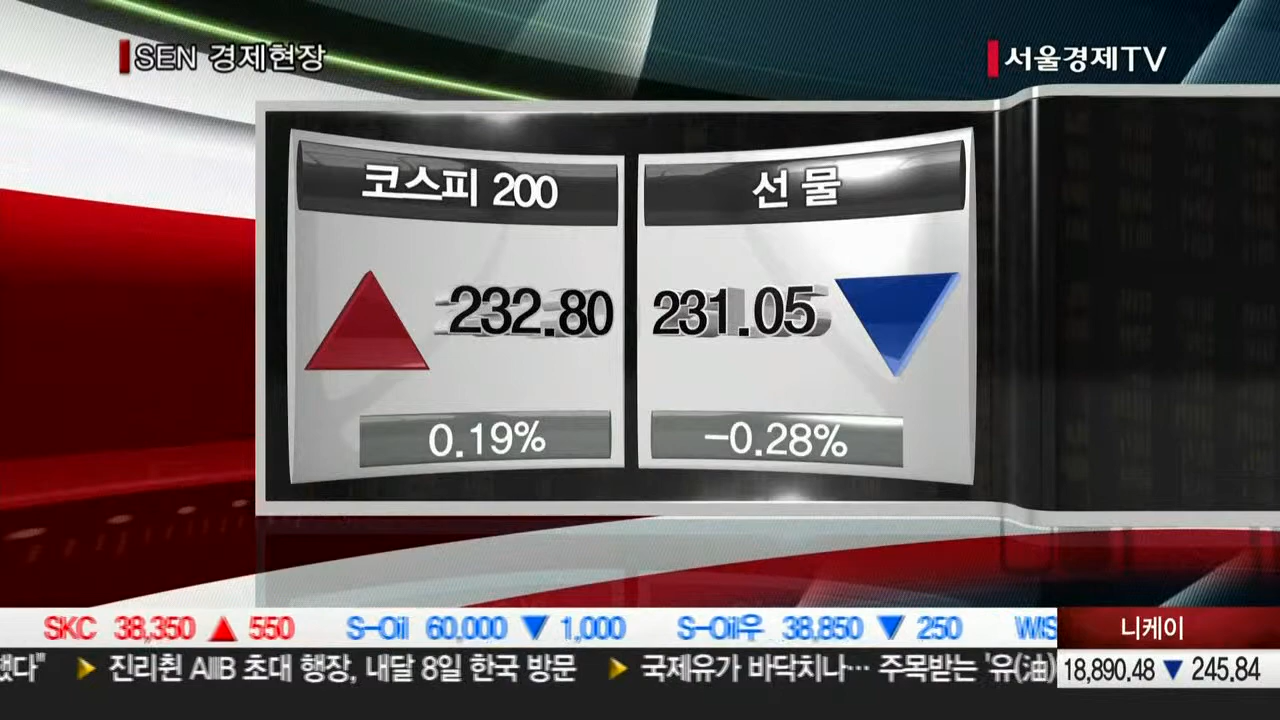 SEN 경제현장
서울경제TV
코스피 200
선물
▲ 232.80
231.05 ▼
0.19%
-0.28%
SKC 38,350 ▲ 550 S-Oil 60,000 ▼ 1,000 S-Oil우 38,850 ▼ 250 WIS
니케이
했다" ▶ 진리췬 AIIB 초대 행장, 내달 8일 한국 방문 ▶ 국제유가 바닥치나… 주목받는 '유(油)
18,890.48 ▼ 245.84